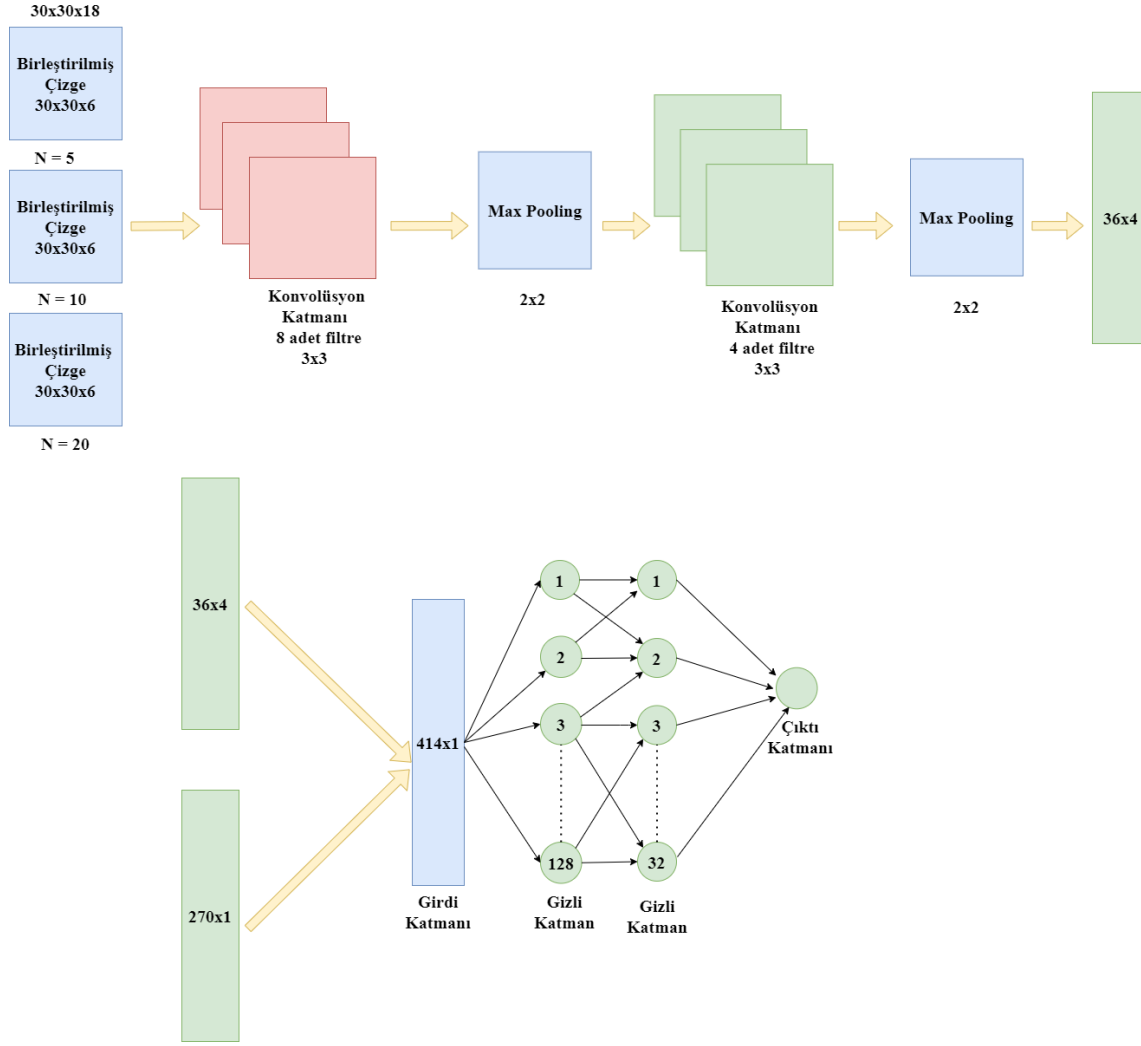 30x30x18
Birleştirilmiş
Çizge
30x30x6
N = 5
Birleştirilmiş
Çizge
30x30x6
N = 10
Birleştirilmiş
Çizge
30x30x6
N = 20
Konvolüsyon
Katmanı
8 adet filtre
3x3
Max Pooling
2x2
Konvolüsyon
Katmanı
4 adet filtre
3x3
Max Pooling
2x2
36x4
36x4
270x1
414x1
Girdi
Katmanı
1
2
3
128
Gizli
Katman
1
2
3
32
Gizli
Katman
Çıktı
Katmanı